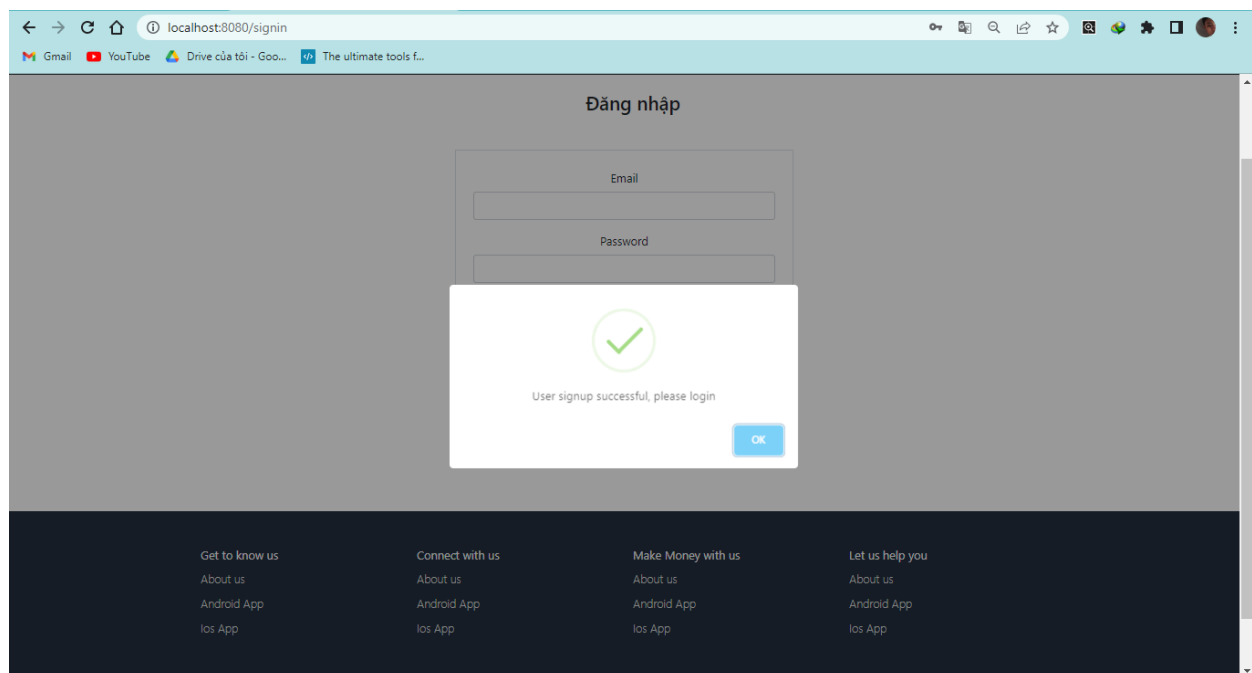 localhost:8080/signin
Gmail YouTube Drive của tôi - Goo... The ultimate tools f...
Đăng nhập
Email
Password
User signup successful, please login
OK
Get to know us Connect with us Make Money with us Let us help you
About us About us About us About us
Android App Android App Android App Android App
Ios App Ios App Ios App Ios App